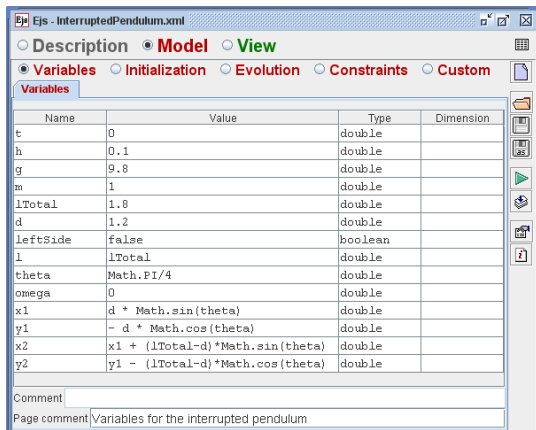 Ejs - InterruptedPendulum.xml
Description Model View
Variables Initialization Evolution Constraints Custom
Variables
Name Value Type Dimension
t 0 double
h 0.1 double
g 9.8 double
m 1 double
lTotal 1.8 double
d 1.2 double
leftSide false boolean
l lTotal double
theta Math.PI/4 double
omega 0 double
x1 d * Math.sin(theta) double
y1 - d * Math.cos(theta) double
x2 x1 + (lTotal-d)*Math.sin(theta) double
y2 y1 - (lTotal-d)*Math.cos(theta) double
Comment
Page comment Variables for the interrupted pendulum